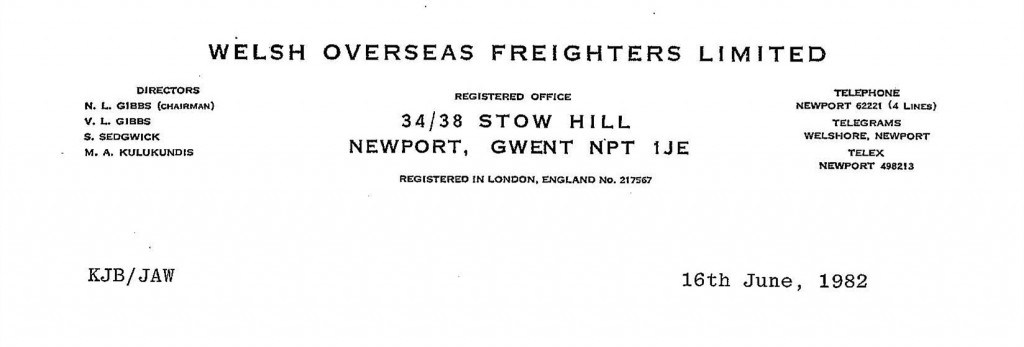 WELSH OVERSEAS FREIGHTERS LIMITED
DIRECTORS
N. L. GIBBS (CHAIRMAN)
V. L. GIBBS
S. SEDGWICK
M. A. KULUKUNDIS
REGISTERED OFFICE
34/38 STOW HILL
NEWPORT, GWENT NPT 1JE
REGISTERED IN LONDON, ENGLAND No. 217567
TELEPHONE
NEWPORT 62221 (4 LINES)
TELEGRAMS
WELSHORE, NEWPORT
TELEX
NEWPORT 498213
KJB/JAW
16th June, 1982